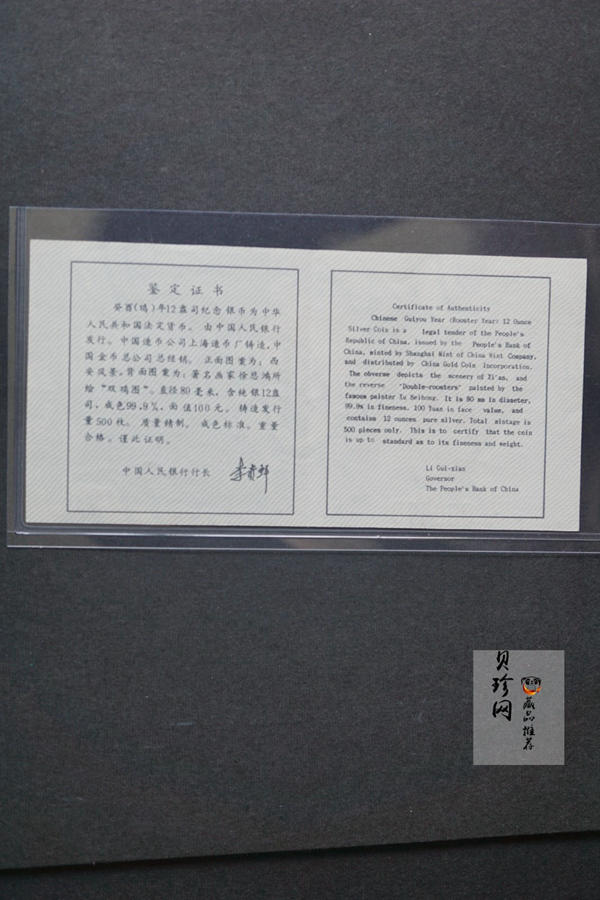 鉴定证书
癸酉(鸡)年12盎司纪念银币为中华
人民共和国法定货币。由中国人民银行
发行。中国造币公司上海造币厂铸造,中
国金币总公司总经销。正面图案为:西
安风景,背面图案为:著名画家徐悲鸿所
绘“双鸡图”。直径80毫米,含纯银12盎
司,成色99.9%,面值100元。铸造发行
量500枚。质量精制。成色标准。重量
合格。谨此证明。
中国人民银行行长 李贵鲜
Certificate of Authenticity
Chinese Guiyou Year (Rooster Year) 12 Ounce
Silver Coin is a legal tender of the People's
Republic of China, issued by the People's Bank of
China, minted by Shanghai Mint of China Mint Company,
and distributed by China Gold Coin Incorporation.
The obverse depicts the scenery of Xi'an, and
the reverse "Double-roosters" painted by the
famous painter Xu Beihong. It is 80 mm in diameter,
99.9% in fineness, 100 Yuan in face value, and
contains 12 ounces pure silver. Total mintage is
500 pieces only. This is to certify that the coin
is up to standard as to its fineness and weight.
Li Gui-xian
Governor
The People's Bank of China
贝珍网
藏品推荐